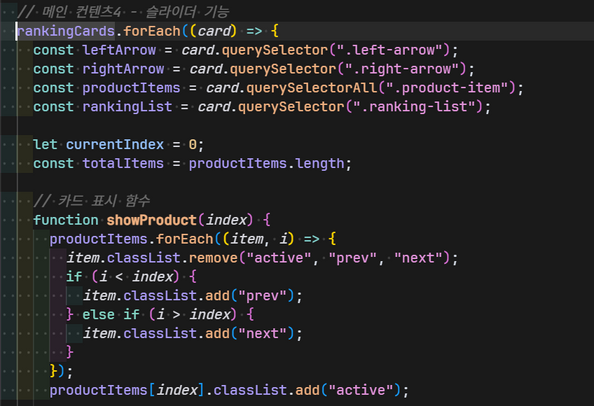 // 메인 컨텐츠4 - 슬라이더 기능
rankingCards.forEach((card) => {
const leftArrow = card.querySelector(".left-arrow");
const rightArrow = card.querySelector(".right-arrow");
const productItems = card.querySelectorAll(".product-item");
const rankingList = card.querySelector(".ranking-list");
let currentIndex = 0;
const totalItems = productItems.length;
// 카드 표시 함수
function showProduct(index) {
productItems.forEach((item, i) => {
item.classList.remove("active", "prev", "next");
if (i < index) {
item.classList.add("prev");
} else if (i > index) {
item.classList.add("next");
}
});
productItems[index].classList.add("active");